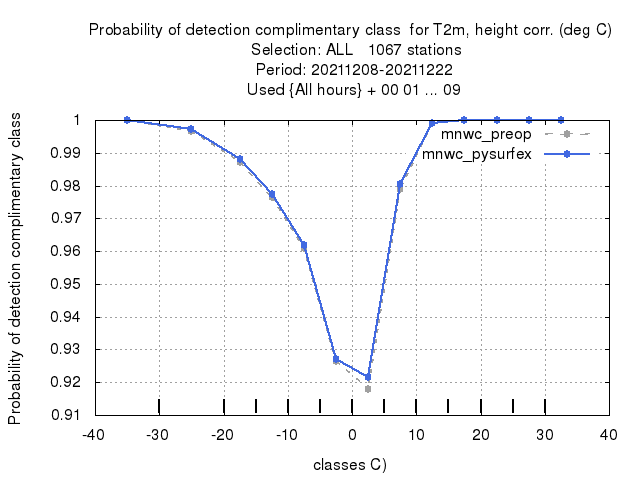 Probability of detection complimentary class  for T2m, height corr. (deg C)
Selection: ALL   1067 stations
Period: 20211208-20211222
Used {All hours} + 00 01 ... 09
Probability of detection complimentary class
1
0.99
0.98
0.97
0.96
0.95
0.94
0.93
0.92
0.91
mnwc_preop
mnwc_pysurfex
-40 -30 -20 -10 0 10 20 30 40
classes C)